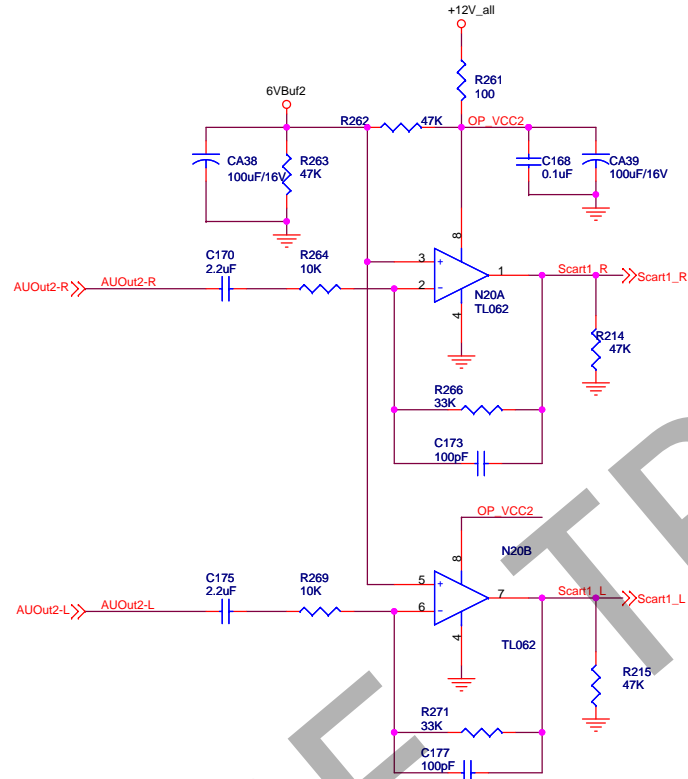 +12V_all
R261
100
6VBuf2
R262
47K
OP_VCC2
CA38
100uF/16V
R263
47K
C168
0.1uF
CA39
100uF/16V
8
C170
2.2uF
R264
10K
3
+
1
Scart1_R
Scart1_R
AUOut2-R
AUOut2-R
2
−
N20A
TL062
4
R214
47K
R266
33K
C173
100pF
OP_VCC2
8
N20B
C175
2.2uF
R269
10K
5
+
7
Scart1_L
Scart1_L
AUOut2-L
AUOut2-L
6
−
4
TL062
R215
47K
R271
33K
C177
100pF